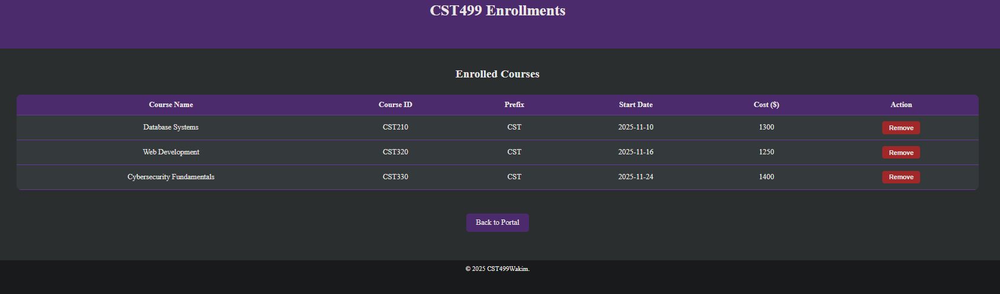 CST499 Enrollments
Enrolled Courses
Course Name Course ID Prefix Start Date Cost ($) Action
Database Systems CST210 CST 2025-11-10 1300 Remove
Web Development CST320 CST 2025-11-16 1250 Remove
Cybersecurity Fundamentals CST330 CST 2025-11-24 1400 Remove
Back to Portal
© 2025 CST499Wakim.